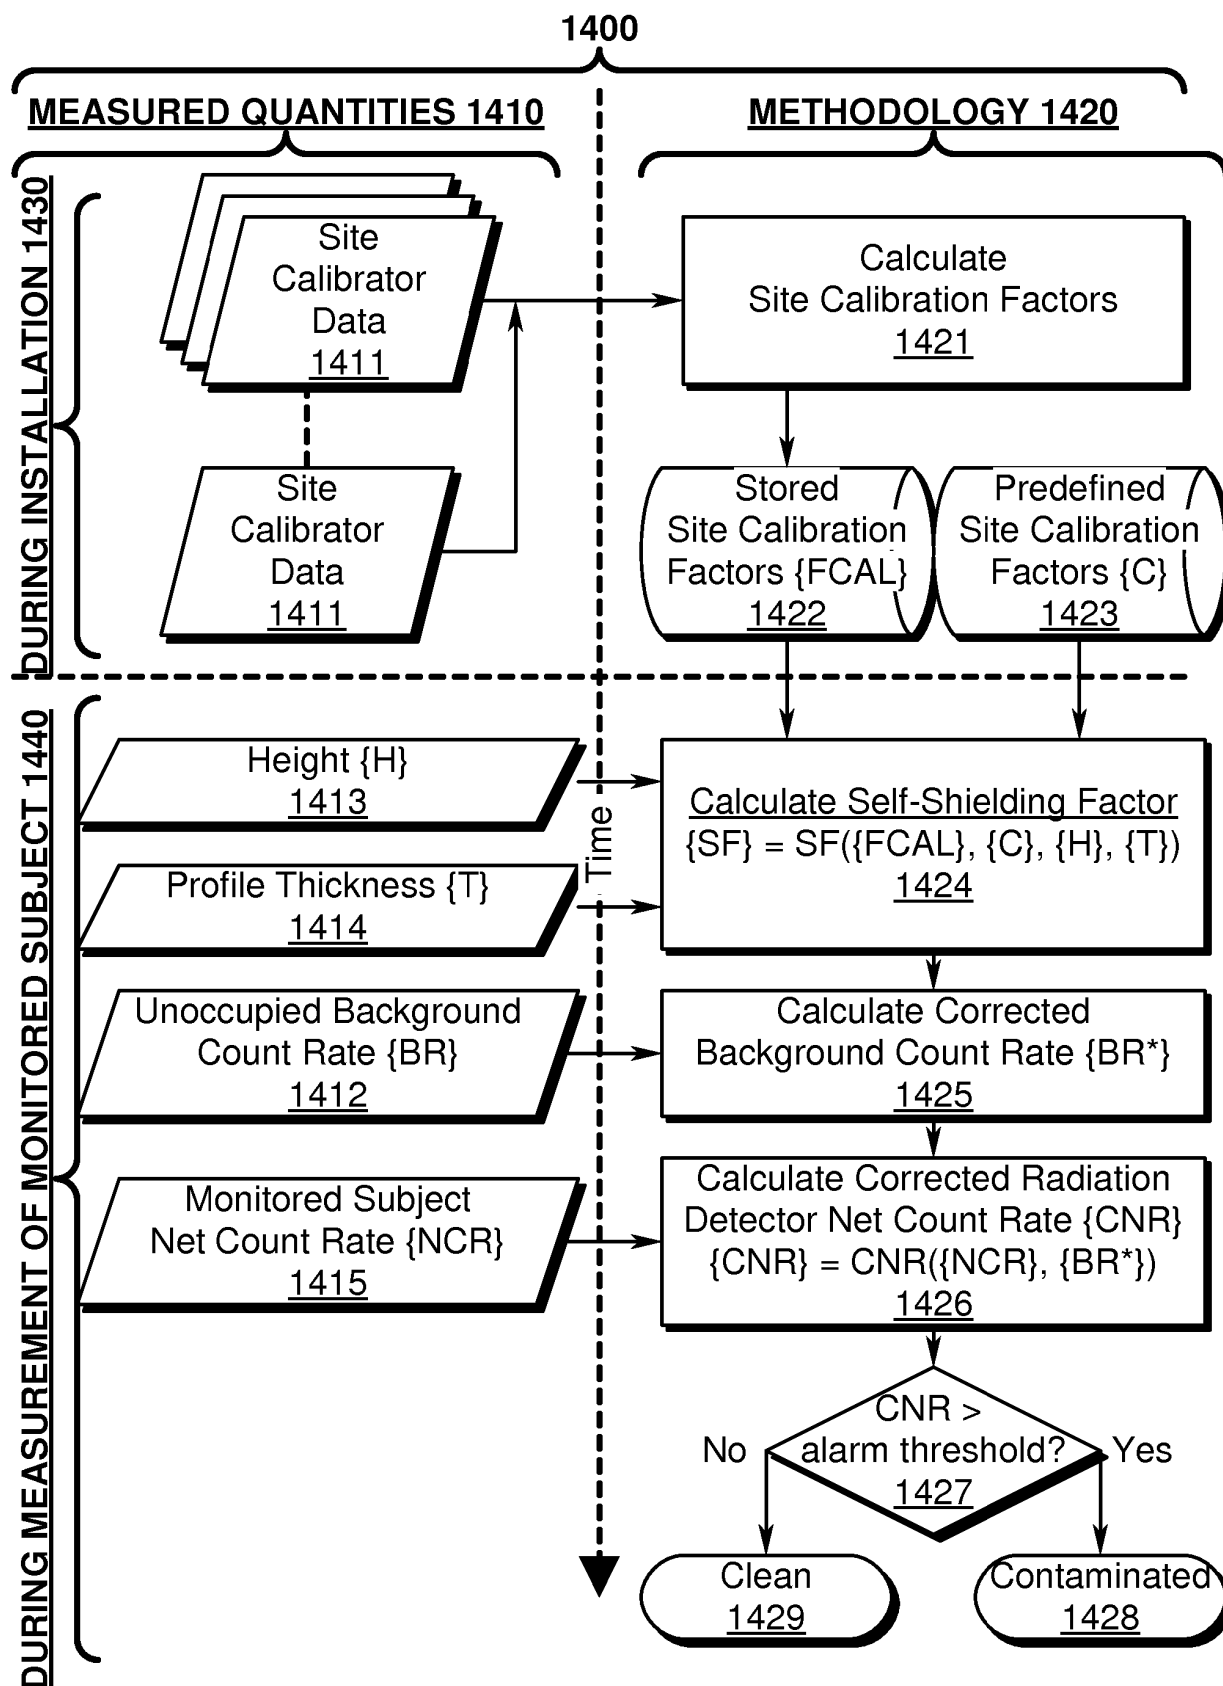 1400
MEASURED QUANTITIES 1410
METHODOLOGY 1420
DURING INSTALLATION 1430
Site
Calibrator
Data
1411
Calculate
Site Calibration Factors
1421
Site
Calibrator
Data
1411
Stored
Site Calibration
Factors {FCAL}
1422
Predefined
Site Calibration
Factors {C}
1423
DURING MEASUREMENT OF MONITORED SUBJECT 1440
Time
Height {H}
1413
Profile Thickness {T}
1414
Calculate Self-Shielding Factor
{SF} = SF({FCAL}, {C}, {H}, {T})
1424
Unoccupied Background
Count Rate {BR}
1412
Calculate Corrected
Background Count Rate {BR*}
1425
Monitored Subject
Net Count Rate {NCR}
1415
Calculate Corrected Radiation
Detector Net Count Rate {CNR}
{CNR} = CNR({NCR}, {BR*})
1426
CNR >
alarm threshold?
1427
No
Yes
Clean
1429
Contaminated
1428